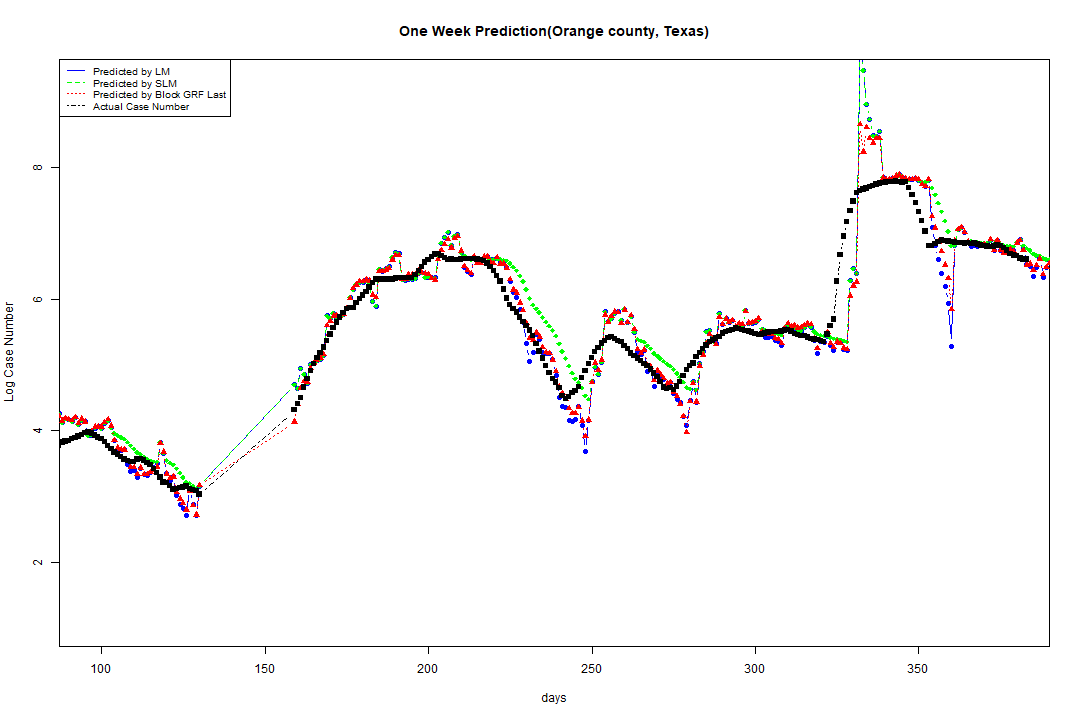 One Week Prediction(Orange county, Texas)
Predicted by LM
Predicted by SLM
Predicted by Block GRF Last
Actual Case Number
8
6
4
2
Log Case Number
100 150 200 250 300 350
days